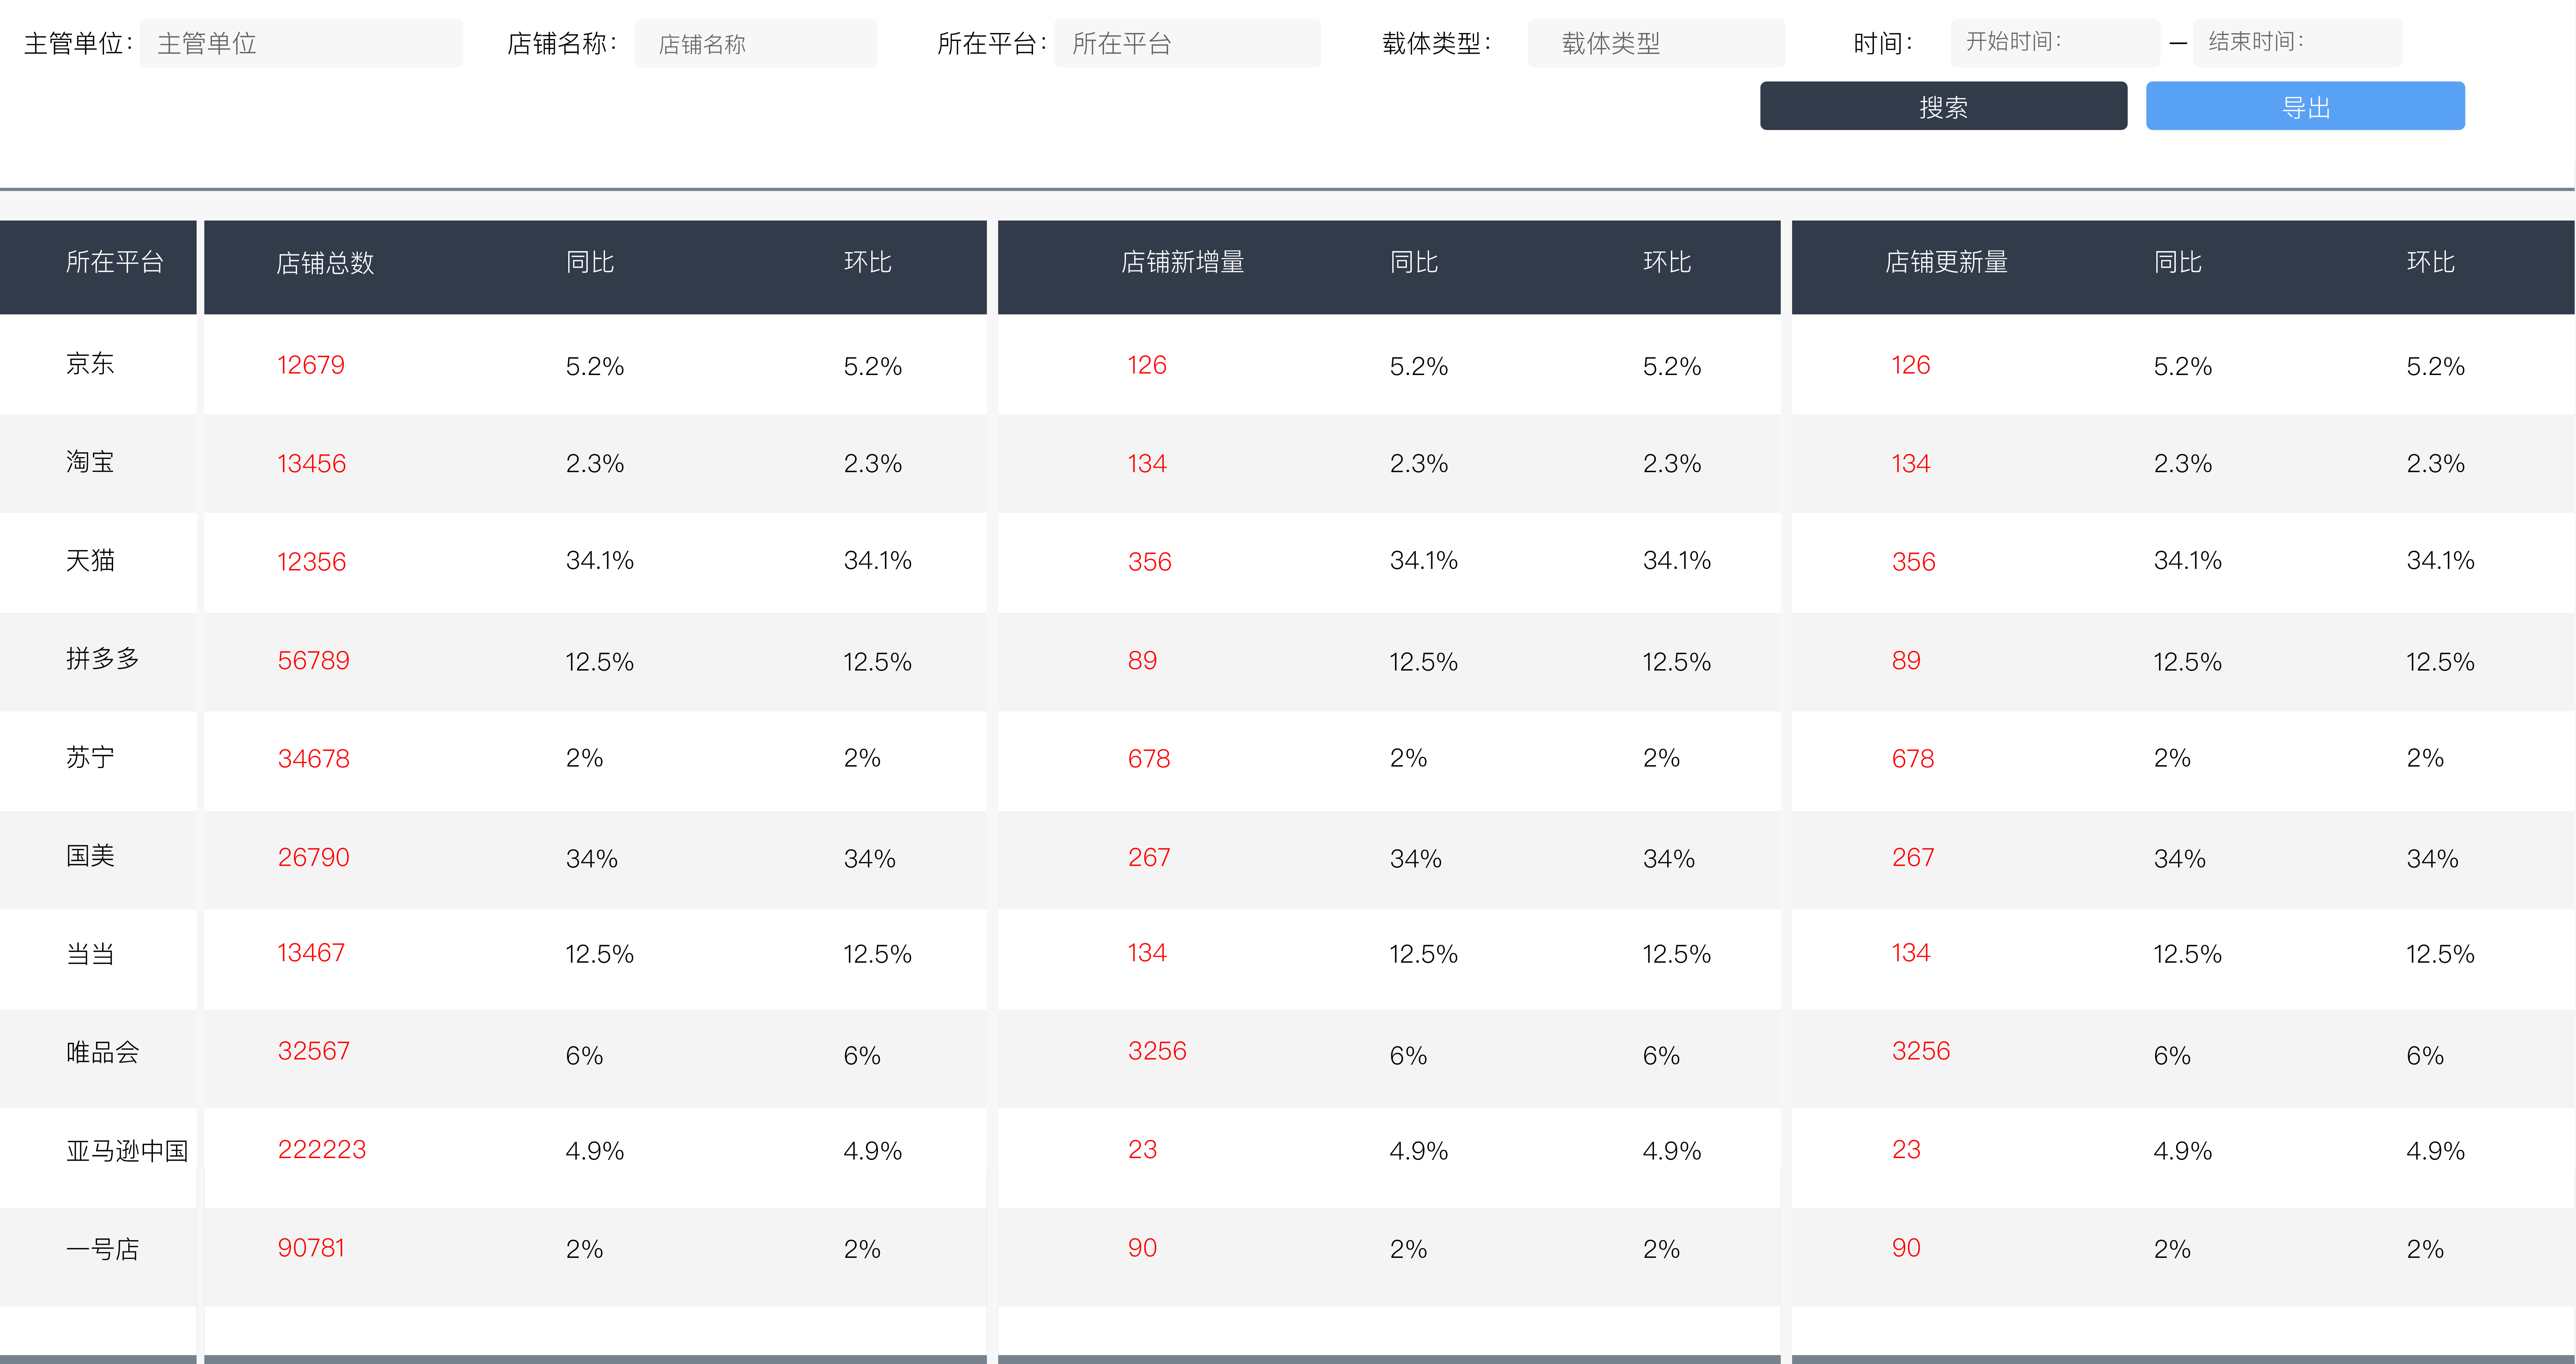 主管单位： 主管单位 店铺名称： 店铺名称 所在平台： 所在平台 载体类型： 载体类型 时间： 开始时间： — 结束时间：
搜索 导出
所在平台 店铺总数 同比 环比 店铺新增量 同比 环比 店铺更新量 同比 环比
京东 12679 5.2% 5.2% 126 5.2% 5.2% 126 5.2% 5.2%
淘宝 13456 2.3% 2.3% 134 2.3% 2.3% 134 2.3% 2.3%
天猫 12356 34.1% 34.1% 356 34.1% 34.1% 356 34.1% 34.1%
拼多多 56789 12.5% 12.5% 89 12.5% 12.5% 89 12.5% 12.5%
苏宁 34678 2% 2% 678 2% 2% 678 2% 2%
国美 26790 34% 34% 267 34% 34% 267 34% 34%
当当 13467 12.5% 12.5% 134 12.5% 12.5% 134 12.5% 12.5%
唯品会 32567 6% 6% 3256 6% 6% 3256 6% 6%
亚马逊中国 222223 4.9% 4.9% 23 4.9% 4.9% 23 4.9% 4.9%
一号店 90781 2% 2% 90 2% 2% 90 2% 2%